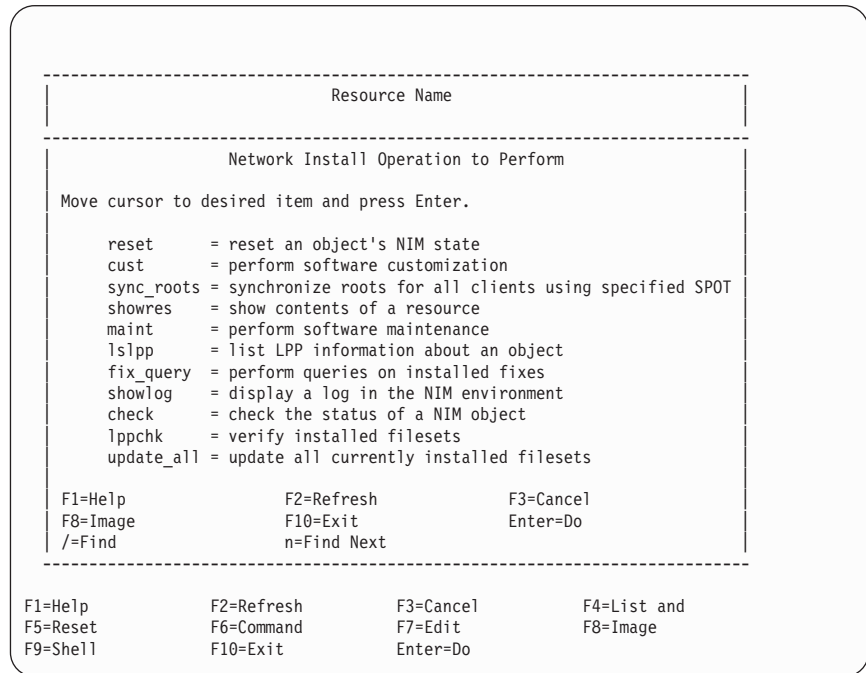 Resource Name
Network Install Operation to Perform
Move cursor to desired item and press Enter.
reset = reset an object's NIM state
cust = perform software customization
sync_roots = synchronize roots for all clients using specified SPOT
showres = show contents of a resource
maint = perform software maintenance
lslpp = list LPP information about an object
fix_query = perform queries on installed fixes
showlog = display a log in the NIM environment
check = check the status of a NIM object
lppchk = verify installed filesets
update_all = update all currently installed filesets
F1=Help F2=Refresh F3=Cancel
F8=Image F10=Exit Enter=Do
/=Find n=Find Next
F1=Help F2=Refresh F3=Cancel F4=List and
F5=Reset F6=Command F7=Edit F8=Image
F9=Shell F10=Exit Enter=Do